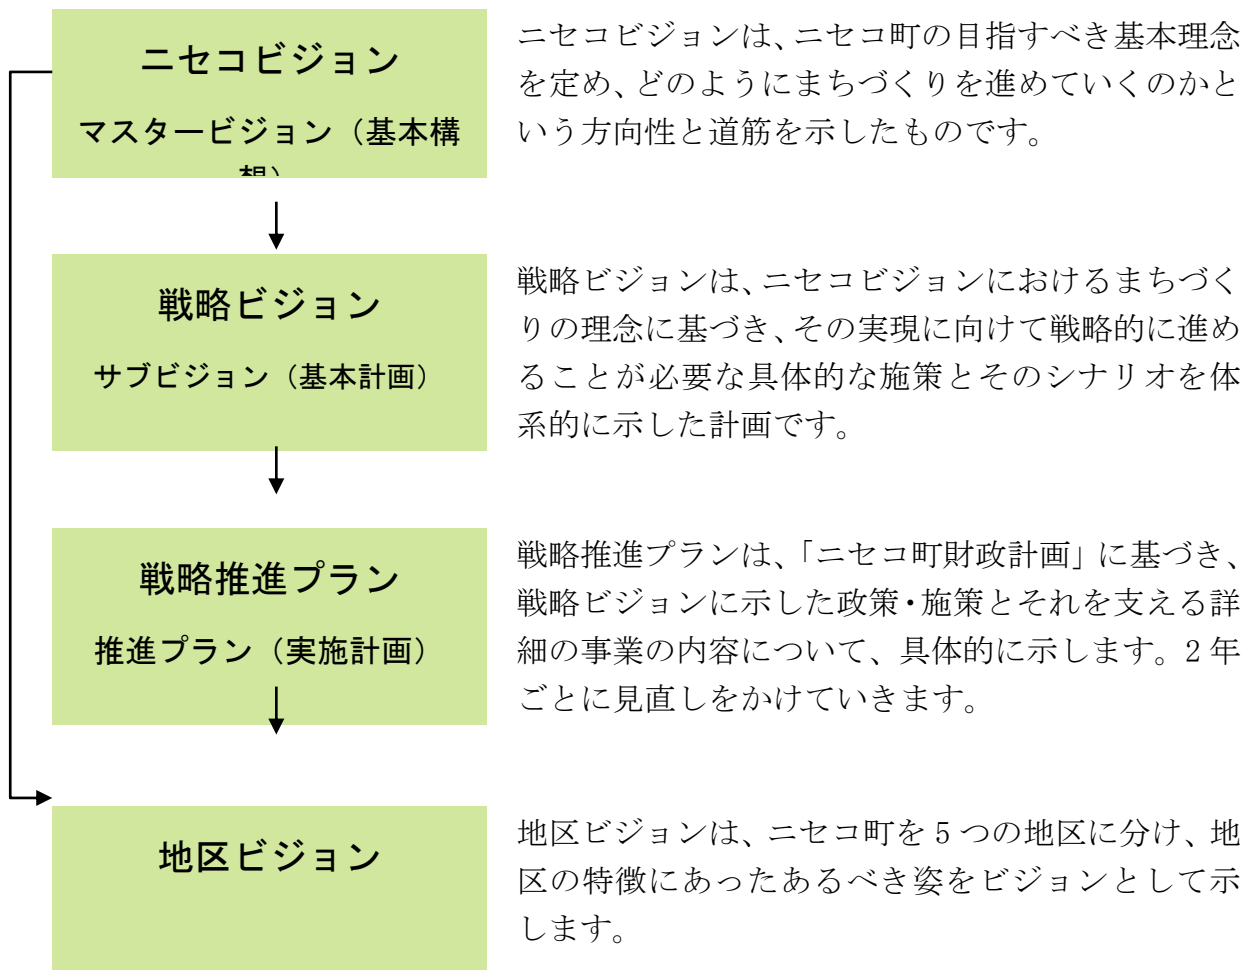 ニセコビジョン
マスタービジョン（基本構
想）
ニセコビジョンは、ニセコ町の目指すべき基本理念
を定め、どのようにまちづくりを進めていくのかと
いう方向性と道筋を示したものです。
戦略ビジョン
サブビジョン（基本計画）
戦略ビジョンは、ニセコビジョンにおけるまちづく
りの理念に基づき、その実現に向けて戦略的に進め
ることが必要な具体的な施策とそのシナリオを体
系的に示した計画です。
戦略推進プラン
推進プラン（実施計画）
戦略推進プランは、「ニセコ町財政計画」に基づき、
戦略ビジョンに示した政策・施策とそれを支える詳
細の事業の内容について、具体的に示します。2 年
ごとに見直しをかけていきます。
地区ビジョン
地区ビジョンは、ニセコ町を 5 つの地区に分け、地
区の特徴にあったあるべき姿をビジョンとして示
します。